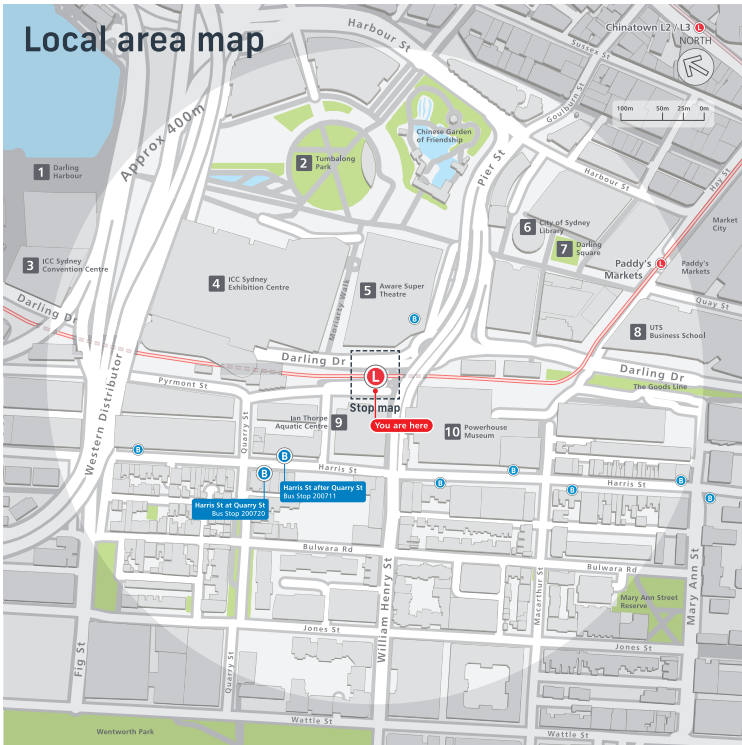 Local area map
Harbour St
Chinatown L2 / L3 L
NORTH
Sussex St
100m 50m 25m 0m
Goulburn St
Approx 400m
Chinese Garden
of Friendship
2 Tumbalong
Park
Pier St
Harbour St
Hay St
1 Darling
Harbour
Market
City
6 City of Sydney
Library
7 Darling
Square
Paddy's
Markets
L
Paddy's
Markets
3 ICC Sydney
Convention Centre
4 ICC Sydney
Exhibition Centre
Moriarty Walk
5 Aware Super
Theatre
B
Quay St
8 UTS
Business School
Darling Dr
Darling Dr
L
Darling Dr
The Goods Line
Pyrmont St
Stop map
Western Distributor
Quarry St
Ian Thorpe
Aquatic Centre
9
You are here
10 Powerhouse
Museum
B
B
B
Harris St
B
B
B
Harris St
B
B
Harris St after Quarry St
Bus Stop 200711
Harris St at Quarry St
Bus Stop 200720
Bulwara Rd
Bulwara Rd
William Henry St
Macarthur St
Mary Ann St
Mary Ann Street
Reserve
Jones St
Jones St
Fig St
Quarry St
Wattle St
Wattle St
Wentworth Park